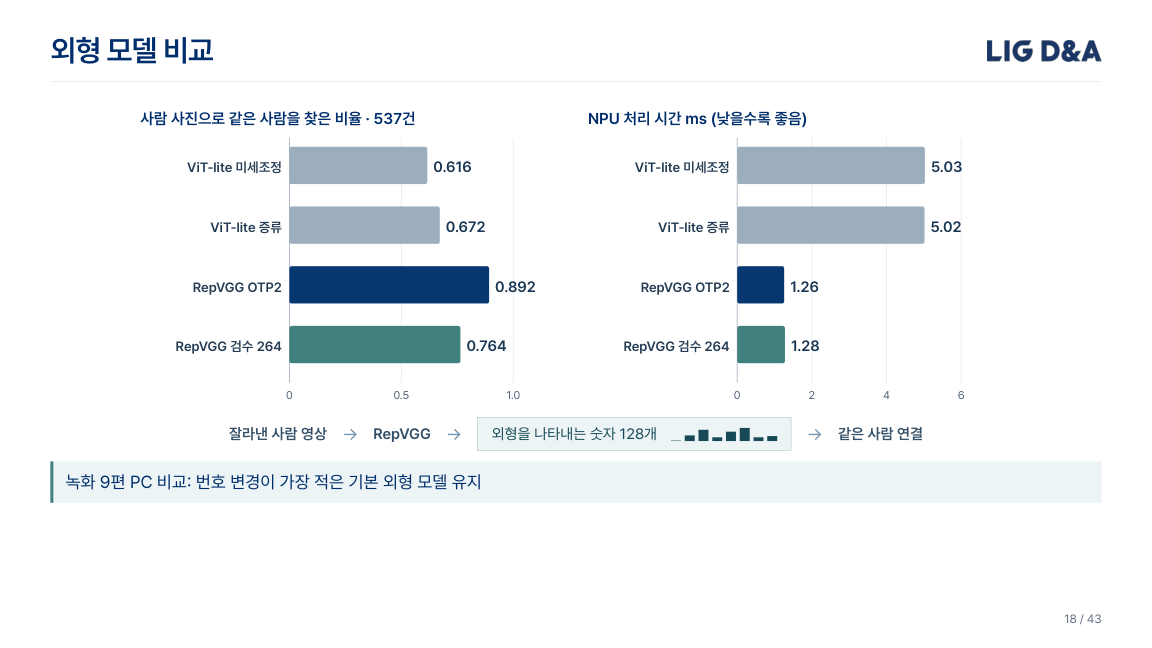 외형 모델 비교
LIG D&A
사람 사진으로 같은 사람을 찾은 비율 · 537건
ViT-lite 미세조정 0.616
ViT-lite 증류 0.672
RepVGG OTP2 0.892
RepVGG 검수 264 0.764
0 0.5 1.0
NPU 처리 시간 ms (낮을수록 좋음)
ViT-lite 미세조정 5.03
ViT-lite 증류 5.02
RepVGG OTP2 1.26
RepVGG 검수 264 1.28
0 2 4 6
잘라낸 사람 영상 → RepVGG → 외형을 나타내는 숫자 128개 → 같은 사람 연결
녹화 9편 PC 비교: 번호 변경이 가장 적은 기본 외형 모델 유지
18 / 43